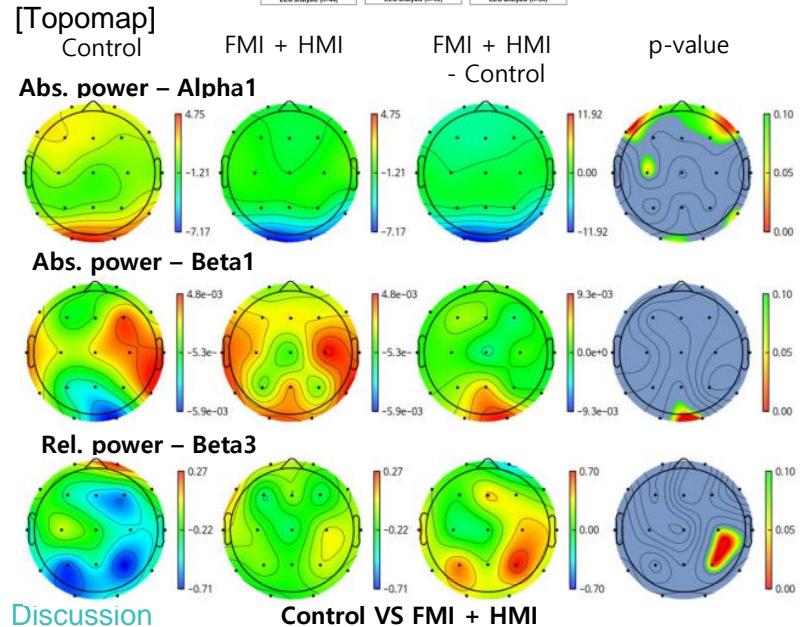 [Topomap]
Control FMI + HMI FMI + HMI - Control p-value
Abs. power – Alpha1
4.75 4.75 11.92 0.10
-1.21 -1.21 0.00 0.05
-7.17 -7.17 -11.92 0.00
Abs. power – Beta1
4.8e-03 4.8e-03 9.3e-03 0.10
-5.3e- -5.3e- 0.0e+0 0.05
-5.9e-03 -5.9e-03 -9.3e-03 0.00
Rel. power – Beta3
0.27 0.27 0.70 0.10
-0.22 -0.22 0.00 0.05
-0.71 -0.71 -0.70 0.00
Discussion Control VS FMI + HMI